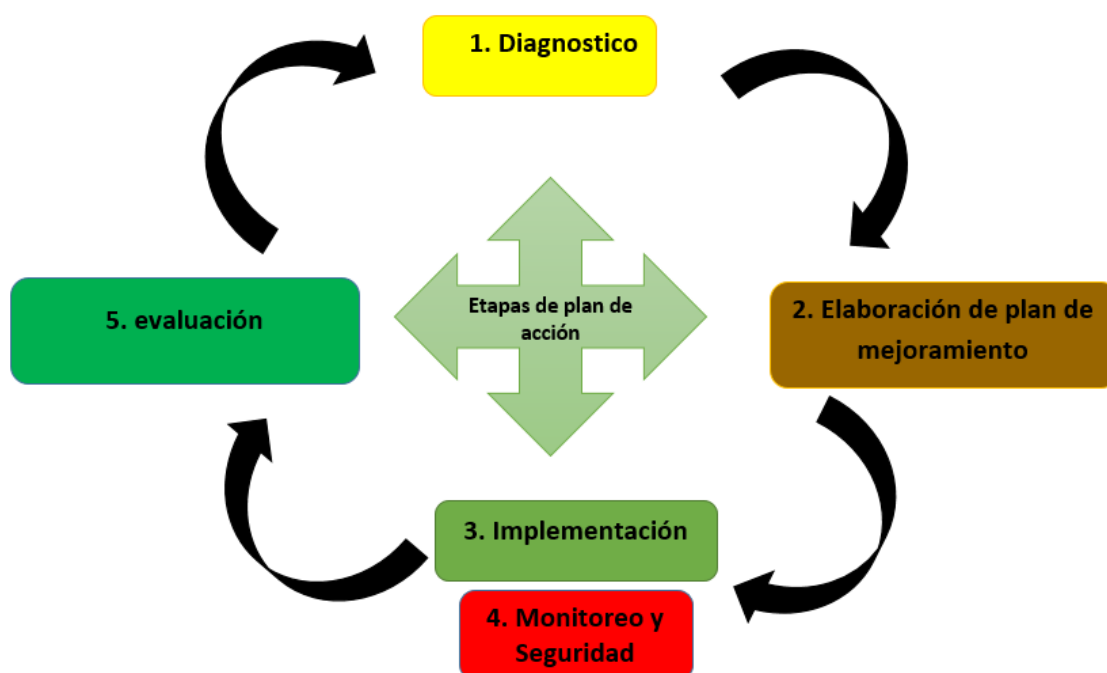 1. Diagnostico
2. Elaboración de plan de
mejoramiento
3. Implementación
4. Monitoreo y
Seguridad
5. evaluación
Etapas de plan de
acción